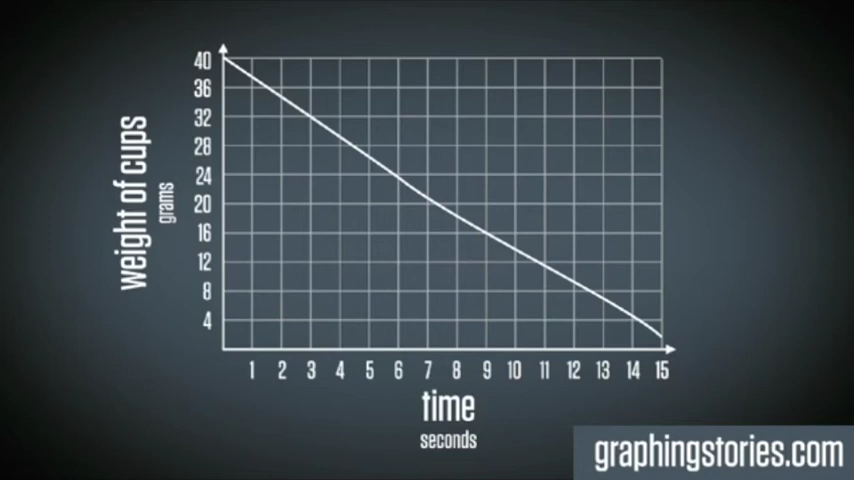 weight of cups
grams
40
36
32
28
24
20
16
12
8
4
1 2 3 4 5 6 7 8 9 10 11 12 13 14 15
time
seconds
graphingstories.com